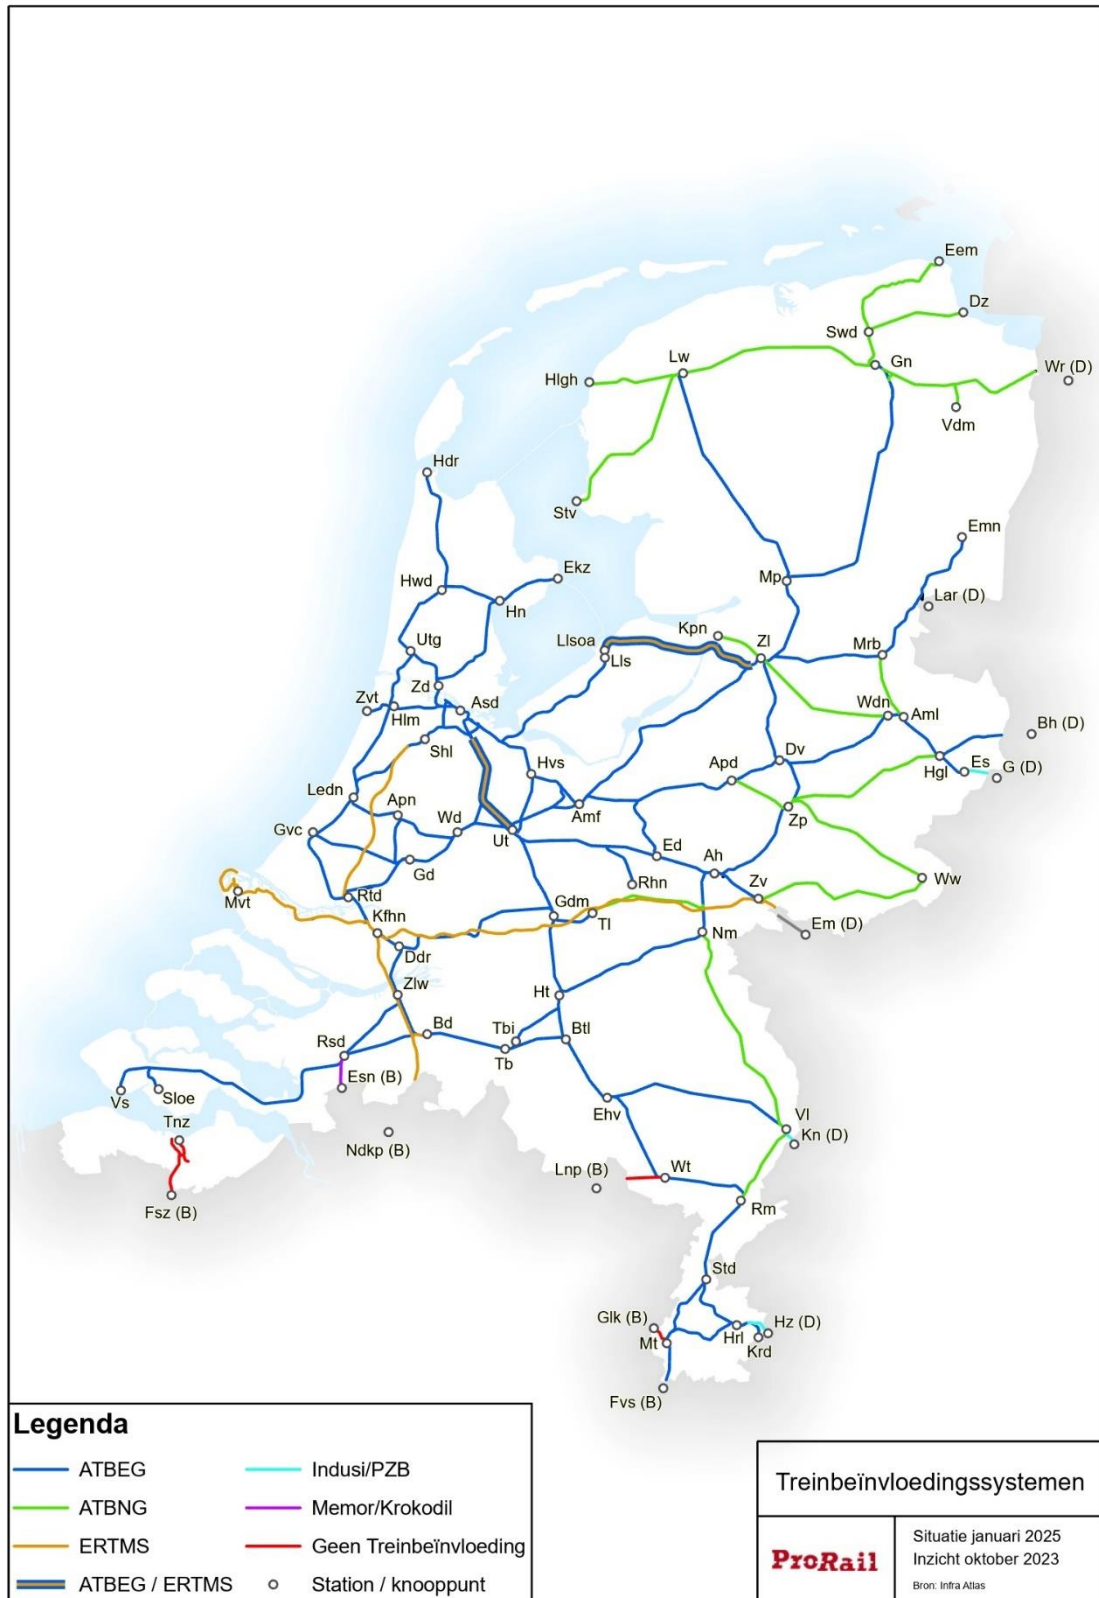 Eem
Dz
Swd
Lw
Gn
Wr (D)
Hlgh
Vdm
Hdr
Stv
Emn
Ekz
Mp
Hwd
Hn
Lar (D)
Kpn
Utg
Llsoa
Zl
Mrb
Lls
Zd
Zvt
Asd
Wdn
Hlm
Aml
Bh (D)
Shl
Hvs
Dv
Apd
Es
Hgl
G (D)
Ledn
Apn
Wd
Amf
Zp
Gvc
Ut
Ed
Ah
Gd
Rhn
Zv
Ww
Mvt
Rtd
Gdm
Tl
Kfhn
Em (D)
Nm
Ddr
Zlw
Ht
Bd
Tbi
Btl
Rsd
Tb
Esn (B)
Vs
Sloe
Ehv
Tnz
Vl
Kn (D)
Ndkp (B)
Lnp (B)
Wt
Fsz (B)
Rm
Std
Glk (B)
Hz (D)
Mt
Hrl
Krd
Fvs (B)
Legenda
ATBEG
Indusi/PZB
ATBNG
Memor/Krokodil
ERTMS
Geen Treinbeïnvloeding
ATBEG / ERTMS
Station / knooppunt
Treinbeïnvloedingssystemen
ProRail
Situatie januari 2025
Inzicht oktober 2023
Bron: Infra Atlas